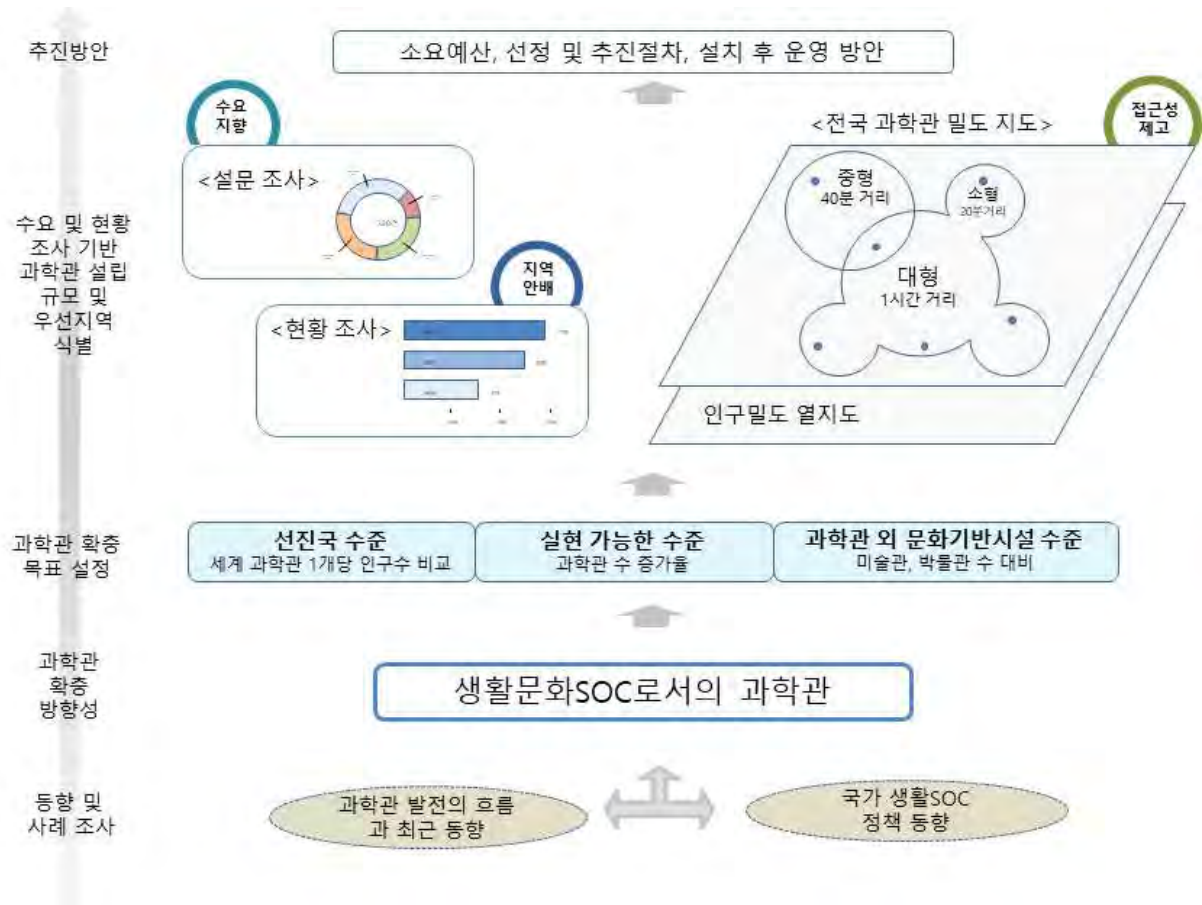 추진방안
소요예산, 선정 및 추진절차, 설치 후 운영 방안
수요
지향
<설문 조사>
지역
안배
<현황 조사>
<전국 과학관 밀도 지도>
접근성
제고
중형
40분 거리
소형
20분거리
대형
1시간 거리
인구밀도 열지도
수요 및 현황
조사 기반
과학관 설립
규모 및
우선지역
식별
과학관 확충
목표 설정
선진국 수준
세계 과학관 1개당 인구수 비교
실현 가능한 수준
과학관 수 증가율
과학관 외 문화기반시설 수준
미술관, 박물관 수 대비
과학관
확충
방향성
생활문화SOC로서의 과학관
동향 및
사례 조사
과학관 발전의 흐름
과 최근 동향
국가 생활SOC
정책 동향